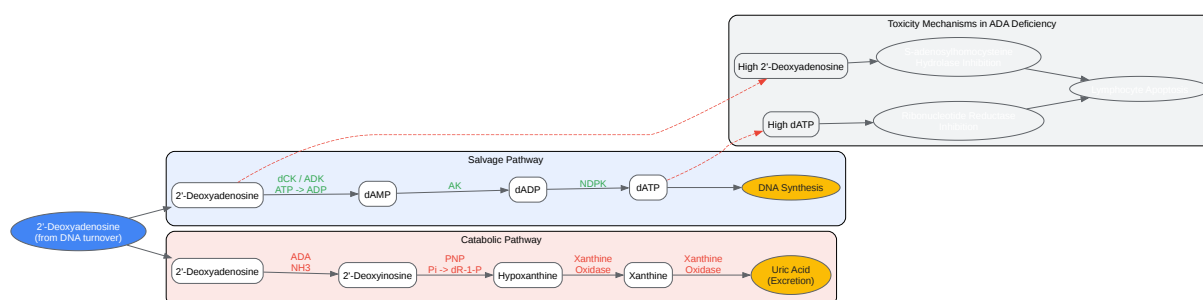 Toxicity Mechanisms in ADA Deficiency
High 2'-Deoxyadenosine
High dATP
Salvage Pathway
2'-Deoxyadenosine
dCK / ADK
ATP -> ADP
dAMP
AK
dADP
NDPK
dATP
DNA Synthesis
2'-Deoxyadenosine
(from DNA turnover)
Catabolic Pathway
2'-Deoxyadenosine
ADA
NH3
2'-Deoxyinosine
PNP
Pi -> dR-1-P
Hypoxanthine
Xanthine
Oxidase
Xanthine
Xanthine
Oxidase
Uric Acid
(Excretion)